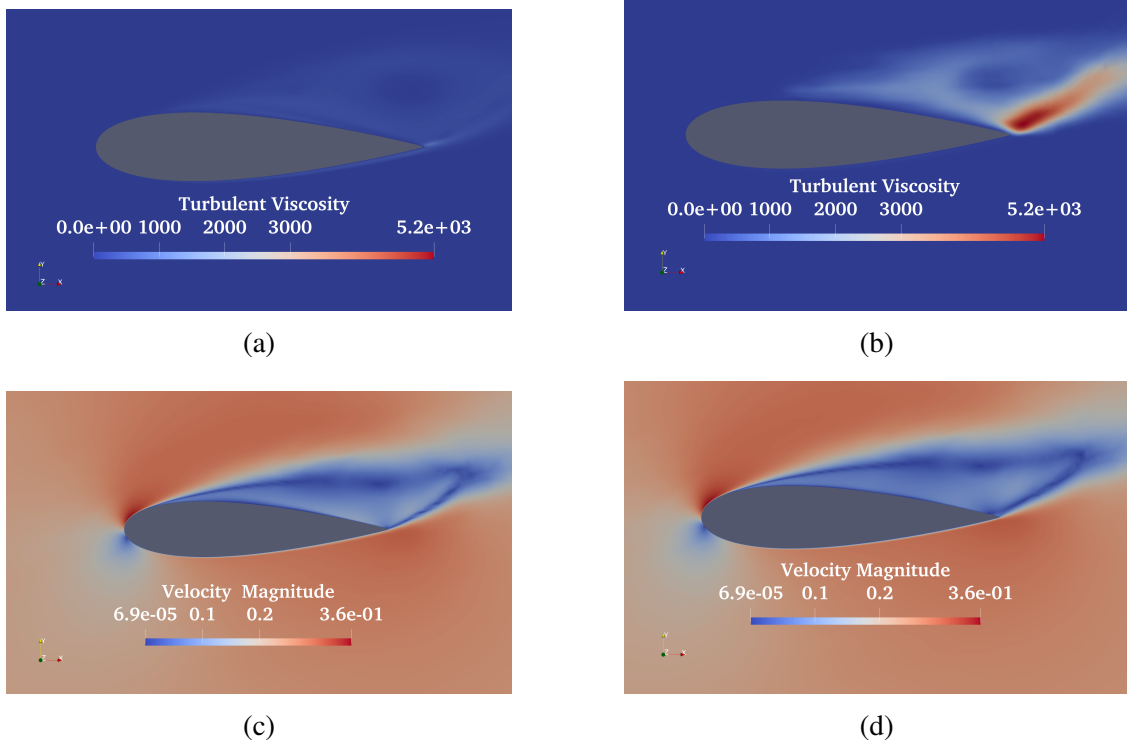 Turbulent Viscosity
0.0e+00 1000 2000 3000 5.2e+03
Y
Z X
(a)
Turbulent Viscosity
0.0e+00 1000 2000 3000 5.2e+03
Y
Z X
(b)
Velocity Magnitude
6.9e-05 0.1 0.2 3.6e-01
Y
Z X
(c)
Velocity Magnitude
6.9e-05 0.1 0.2 3.6e-01
Y
Z X
(d)